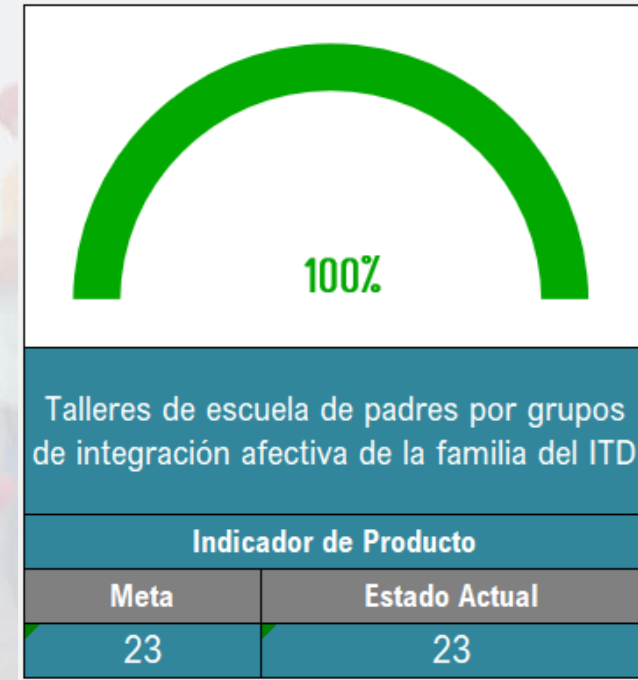 100%
Talleres de escuela de padres por grupos
de integración afectiva de la familia del ITD
Indicador de Producto
Meta
Estado Actual
23
23